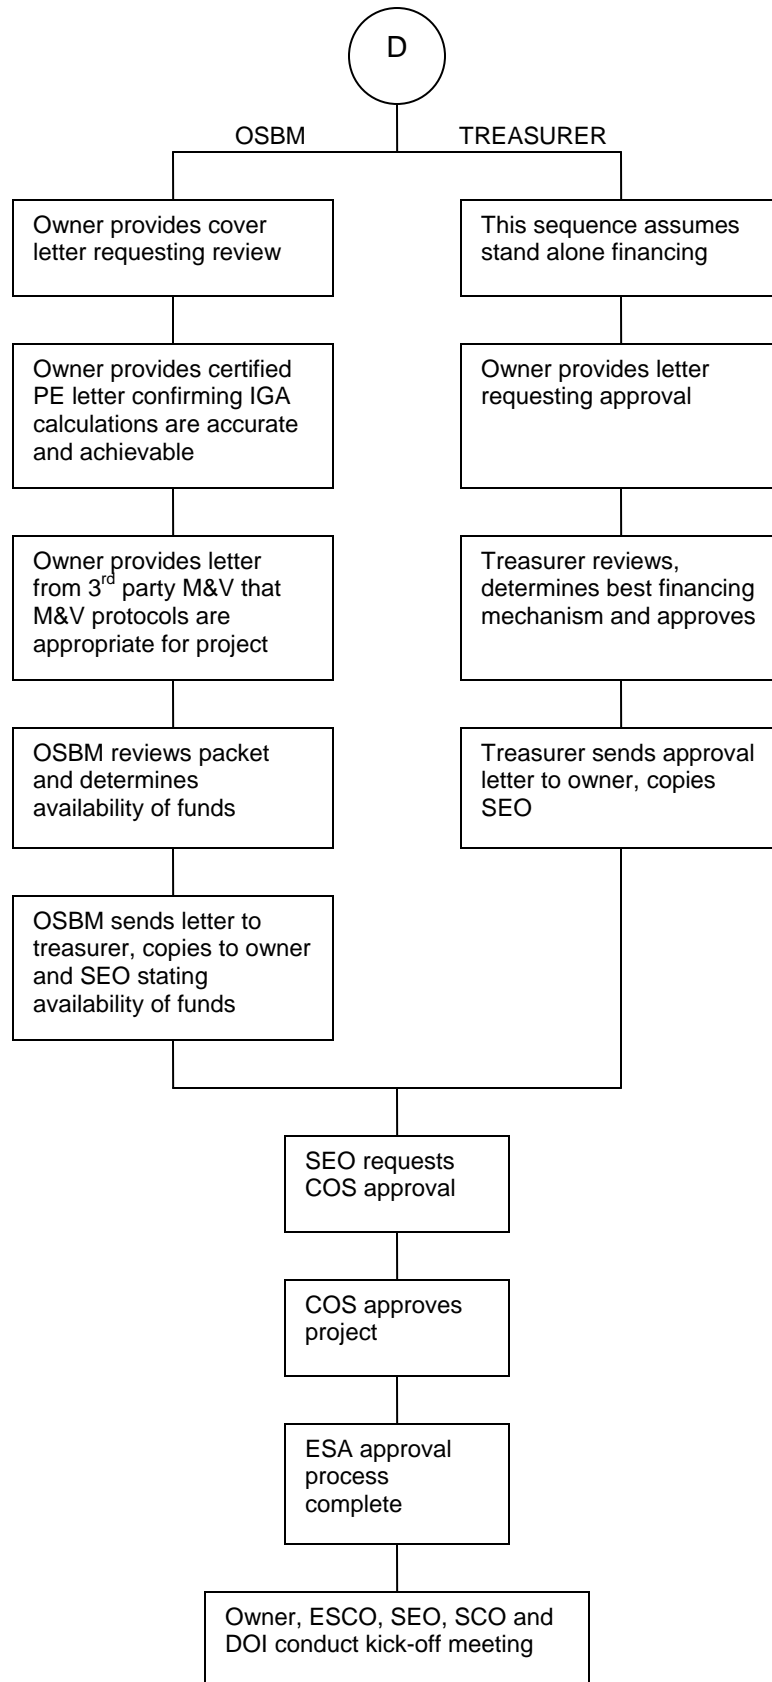 D
OSBM
TREASURER
Owner provides cover
letter requesting review
Owner provides certified
PE letter confirming IGA
calculations are accurate
and achievable
Owner provides letter
from 3rd party M&V that
M&V protocols are
appropriate for project
OSBM reviews packet
and determines
availability of funds
OSBM sends letter to
treasurer, copies to owner
and SEO stating
availability of funds
This sequence assumes
stand alone financing
Owner provides letter
requesting approval
Treasurer reviews,
determines best financing
mechanism and approves
Treasurer sends approval
letter to owner, copies
SEO
SEO requests
COS approval
COS approves
project
ESA approval
process
complete
Owner, ESCO, SEO, SCO and
DOI conduct kick-off meeting